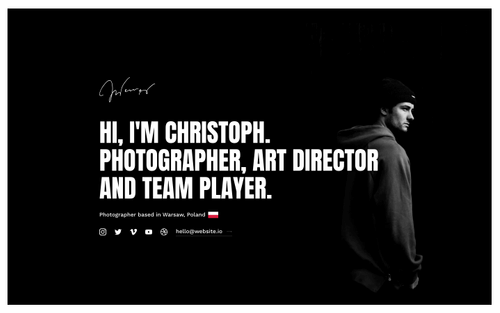 HI, I'M CHRISTOPH.
PHOTOGRAPHER, ART DIRECTOR
AND TEAM PLAYER.
Photographer based in Warsaw, Poland
hello@website.io